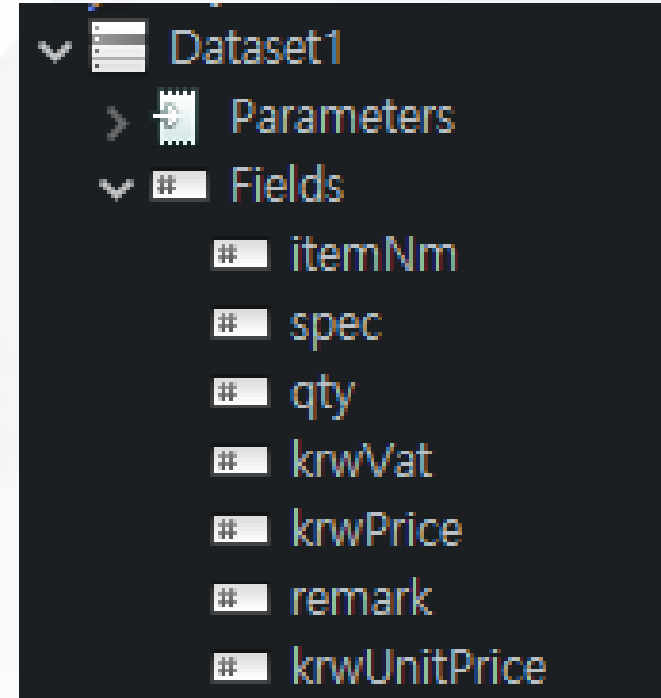 Dataset1
Parameters
Fields
itemNm
spec
qty
krwVat
krwPrice
remark
krwUnitPrice